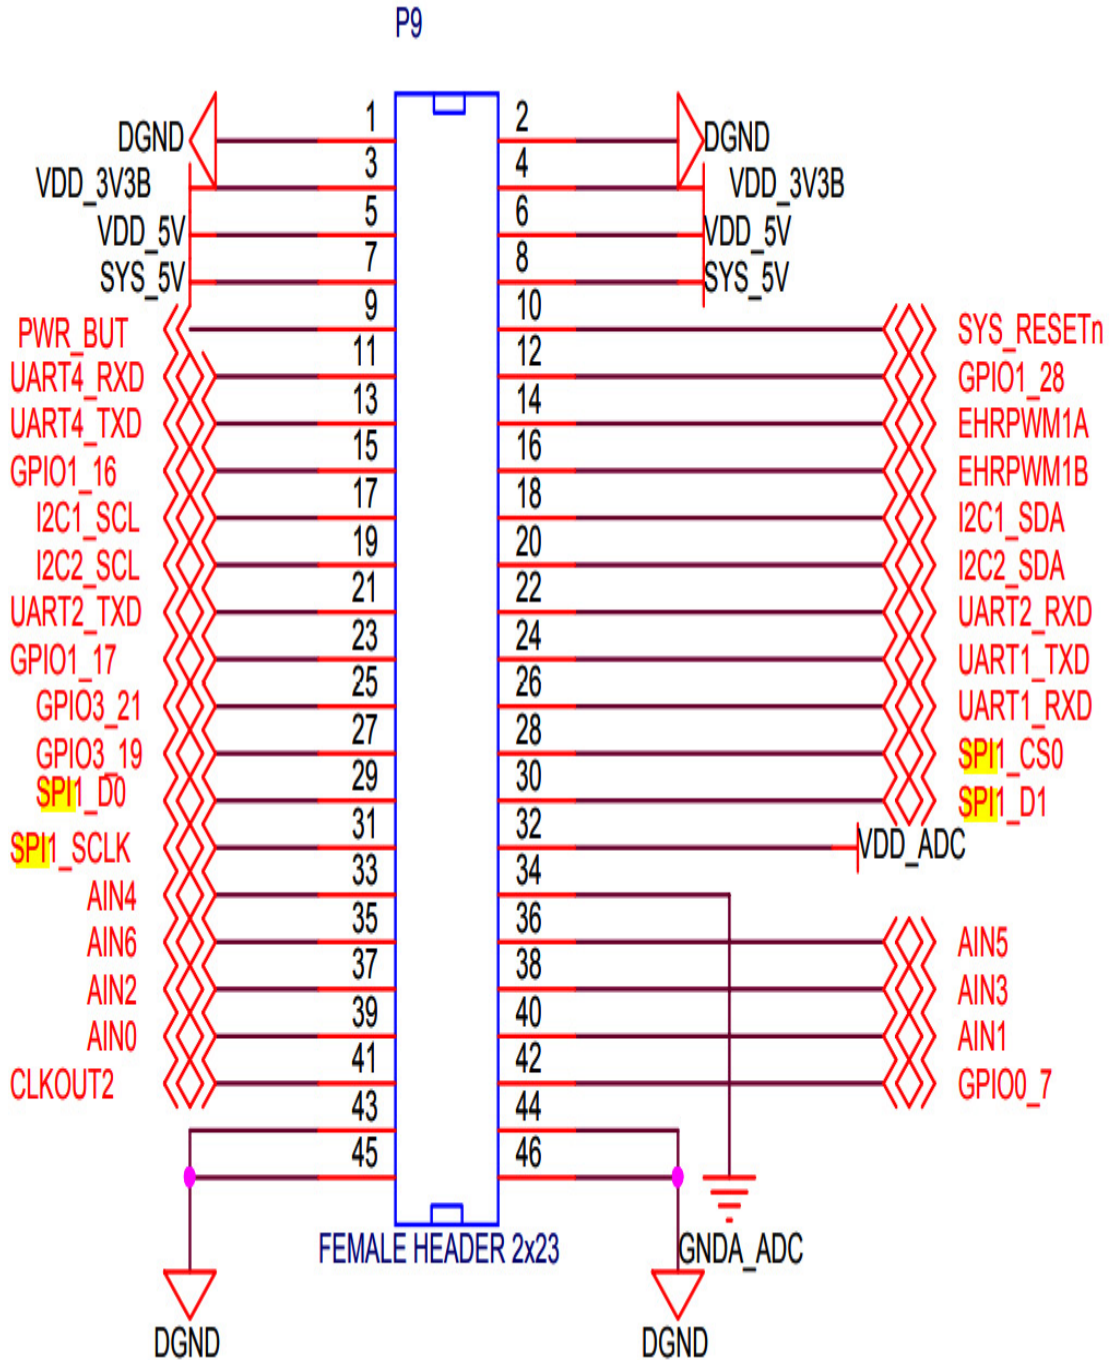 P9
DGND 1 2 DGND
VDD_3V3B 3 4 VDD_3V3B
VDD_5V 5 6 VDD_5V
SYS_5V 7 8 SYS_5V
PWR_BUT 9 10 SYS_RESETn
UART4_RXD 11 12 GPIO1_28
UART4_TXD 13 14 EHRPWM1A
GPIO1_16 15 16 EHRPWM1B
I2C1_SCL 17 18 I2C1_SDA
I2C2_SCL 19 20 I2C2_SDA
UART2_TXD 21 22 UART2_RXD
GPIO1_17 23 24 UART1_TXD
GPIO3_21 25 26 UART1_RXD
GPIO3_19 27 28 SPI1_CS0
SPI1_D0 29 30 SPI1_D1
SPI1_SCLK 31 32 VDD_ADC
AIN4 33 34
AIN6 35 36 AIN5
AIN2 37 38 AIN3
AIN0 39 40 AIN1
CLKOUT2 41 42 GPIO0_7
43 44
45 46
FEMALE HEADER 2x23 GNDA_ADC
DGND DGND